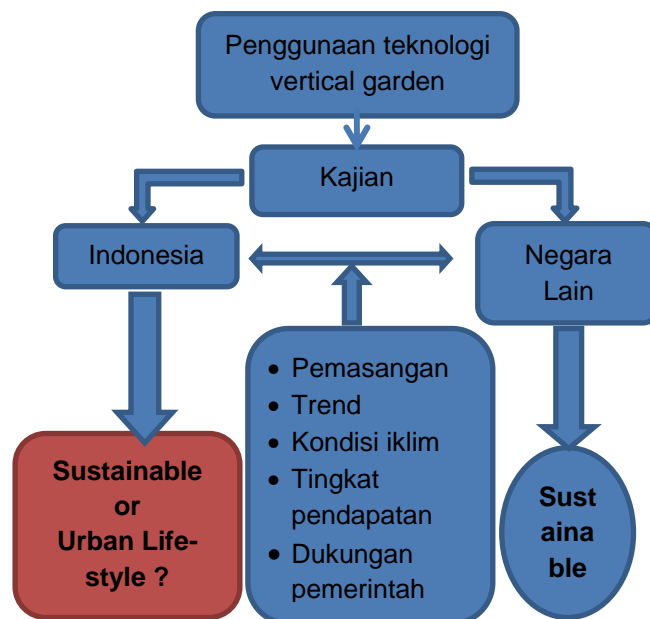 Penggunaan teknologi
vertical garden
Kajian
Indonesia
Negara
Lain
• Pemasangan
• Trend
• Kondisi iklim
• Tingkat
pendapatan
• Dukungan
pemerintah
Sustainable
or
Urban Life-
style ?
Sust
aina
ble